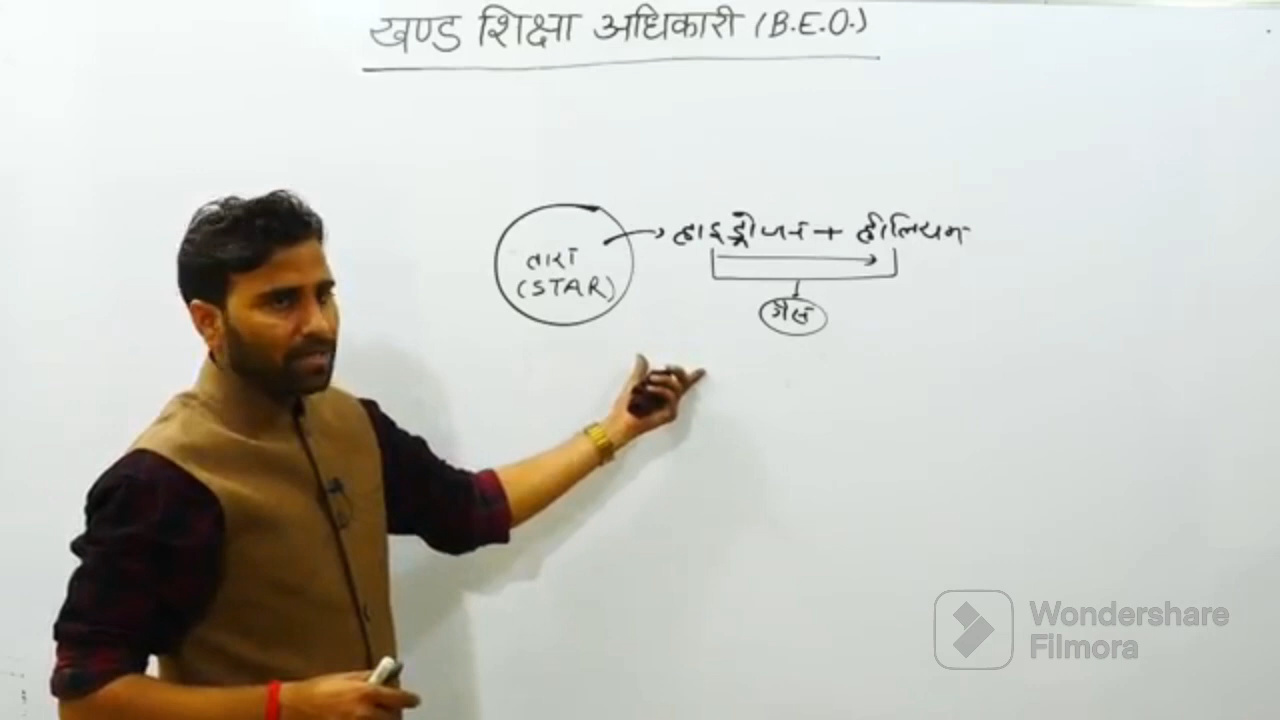 खण्ड शिक्षा अधिकारी (B.E.O.)
तारा → हाइड्रोजन + हीलियम
(STAR)
गैस
Wondershare
Filmora